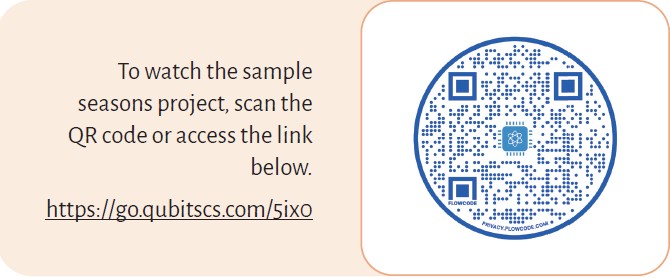 To watch the sample
seasons project, scan the
QR code or access the link
below.
https://go.qubitscs.com/5ix0
FLOWCODE
PRIVACY.FLOWCODE.COM